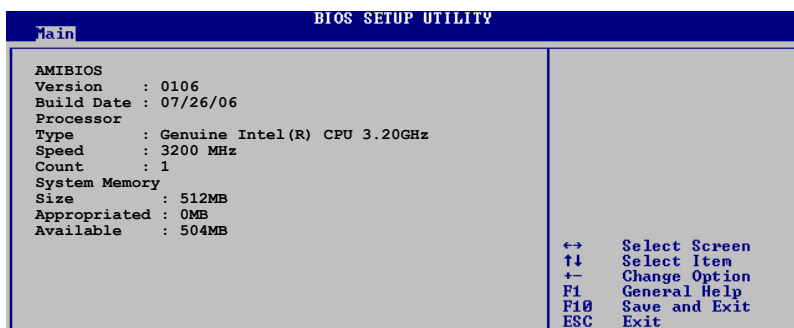 BIOS SETUP UTILITY
Main
AMIBIOS
Version : 0106
Build Date : 07/26/06
Processor
Type : Genuine Intel(R) CPU 3.20GHz
Speed : 3200 MHz
Count : 1
System Memory
Size : 512MB
Appropriated : 0MB
Available : 504MB
←→ Select Screen
↑↓ Select Item
+- Change Option
F1 General Help
F10 Save and Exit
ESC Exit